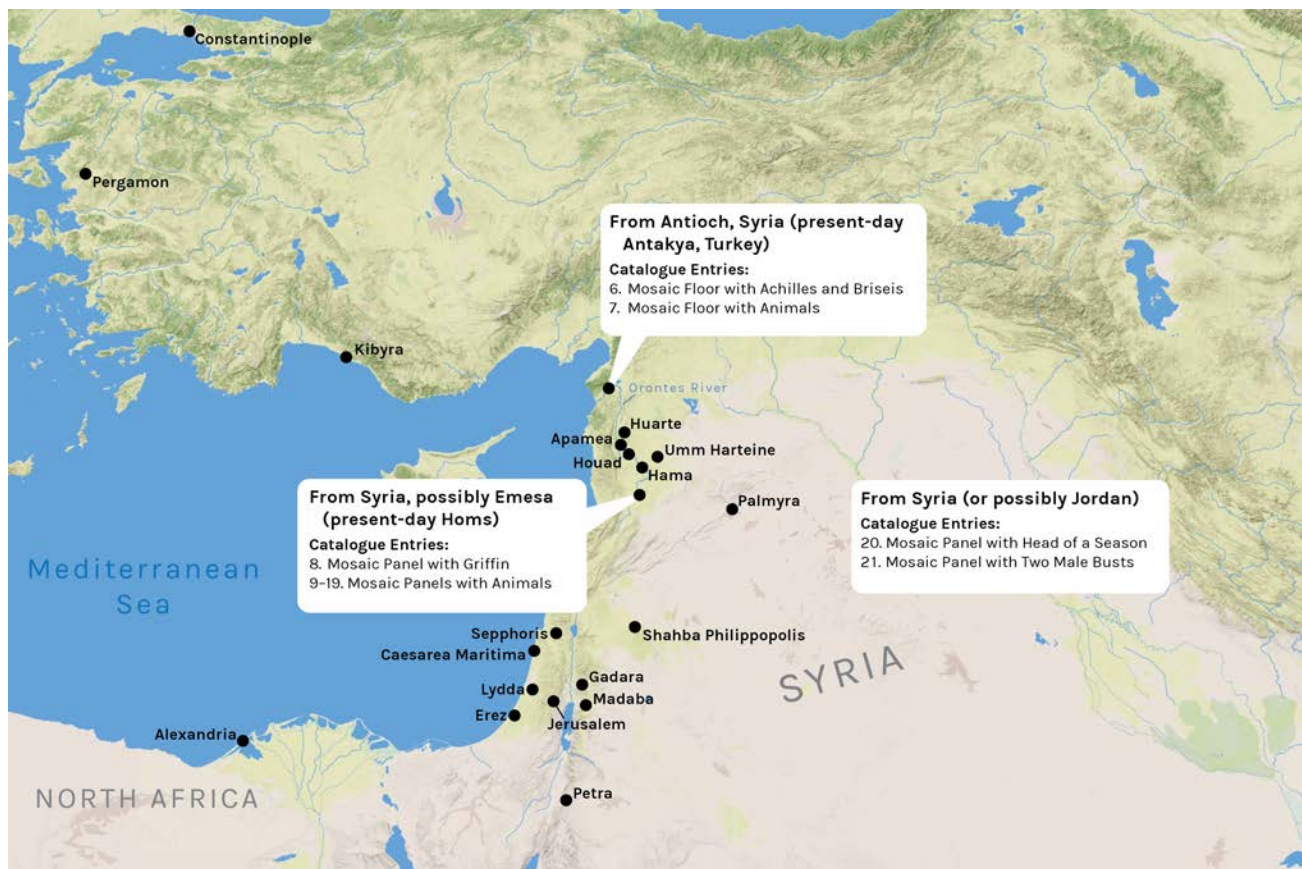 Constantinople
Pergamon
From Antioch, Syria (present-day
Antakya, Turkey)
Catalogue Entries:
6. Mosaic Floor with Achilles and Briseis
7. Mosaic Floor with Animals
Kibyra
Orontes River
Huarte
Apamea
Houad
Umm Harteine
Hama
From Syria, possibly Emesa
(present-day Homs)
Catalogue Entries:
8. Mosaic Panel with Griffin
9–19. Mosaic Panels with Animals
Palmyra
From Syria (or possibly Jordan)
Catalogue Entries:
20. Mosaic Panel with Head of a Season
21. Mosaic Panel with Two Male Busts
Mediterranean
Sea
Sepphoris
Shahba Philippopolis
Caesarea Maritima
SYRIA
Gadara
Lydda
Madaba
Erez
Jerusalem
Alexandria
NORTH AFRICA
Petra